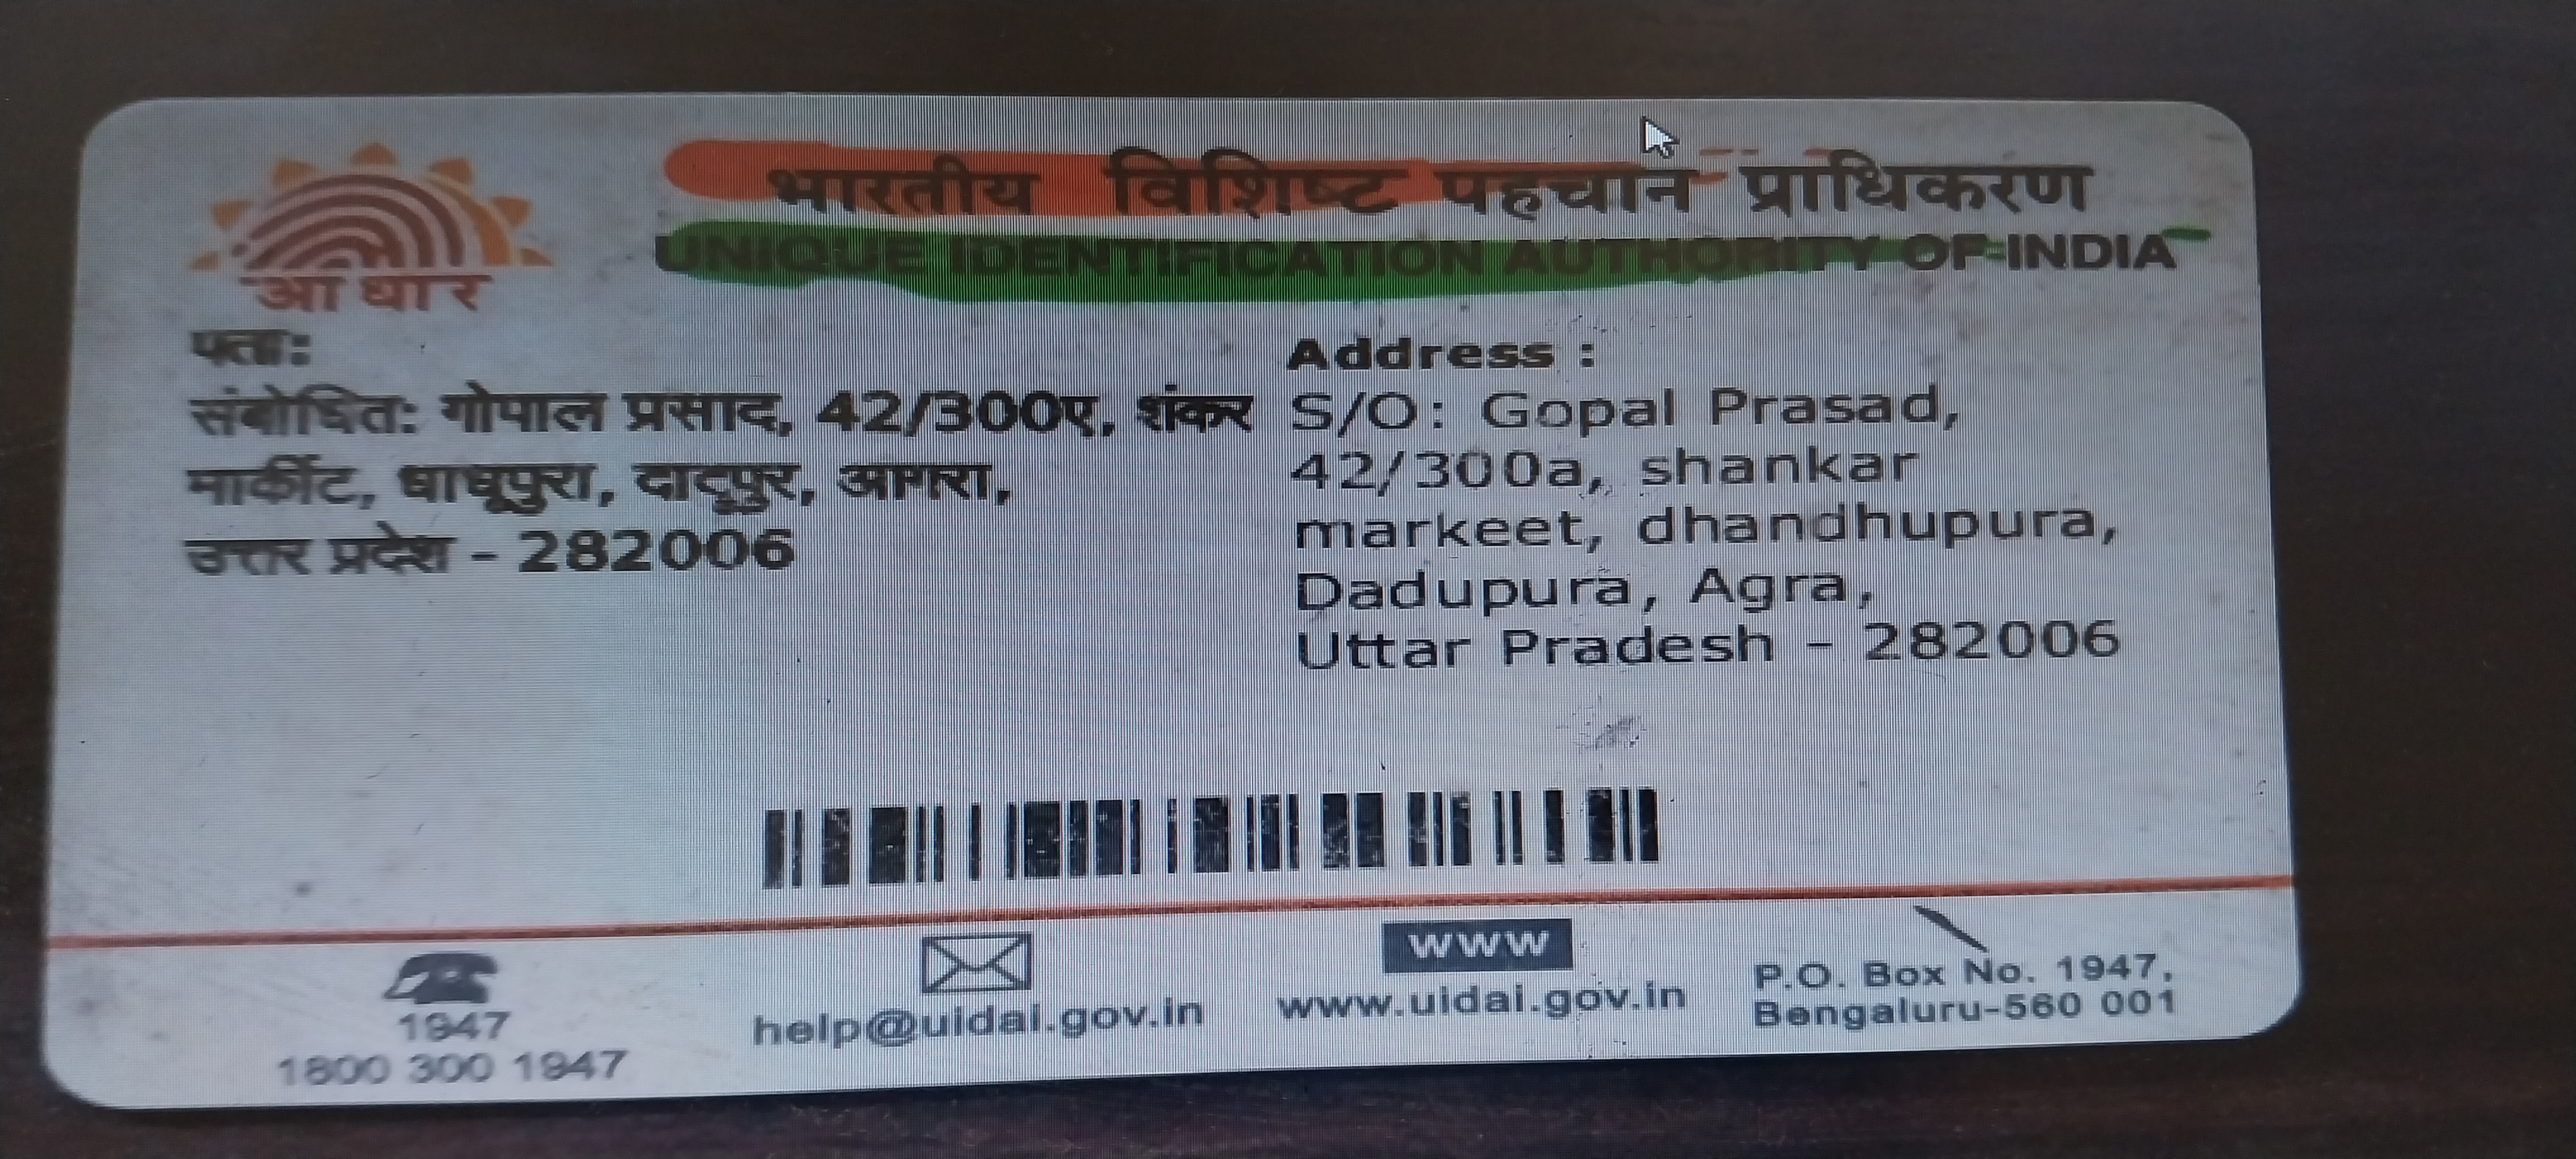 भारतीय विशिष्ट पहचान प्राधिकरण
UNIQUE IDENTIFICATION AUTHORITY OF INDIA
आधार
पता:
संबोधित: गोपाल प्रसाद, 42/300ए, शंकर
मार्कीट, धाधूपुरा, दादुपुर, आगरा,
उत्तर प्रदेश - 282006
Address :
S/O: Gopal Prasad,
42/300a, shankar
markeet, dhandhupura,
Dadupura, Agra,
Uttar Pradesh - 282006
1947
1800 300 1947
help@uidai.gov.in
www
www.uidai.gov.in
P.O. Box No. 1947,
Bengaluru-560 001